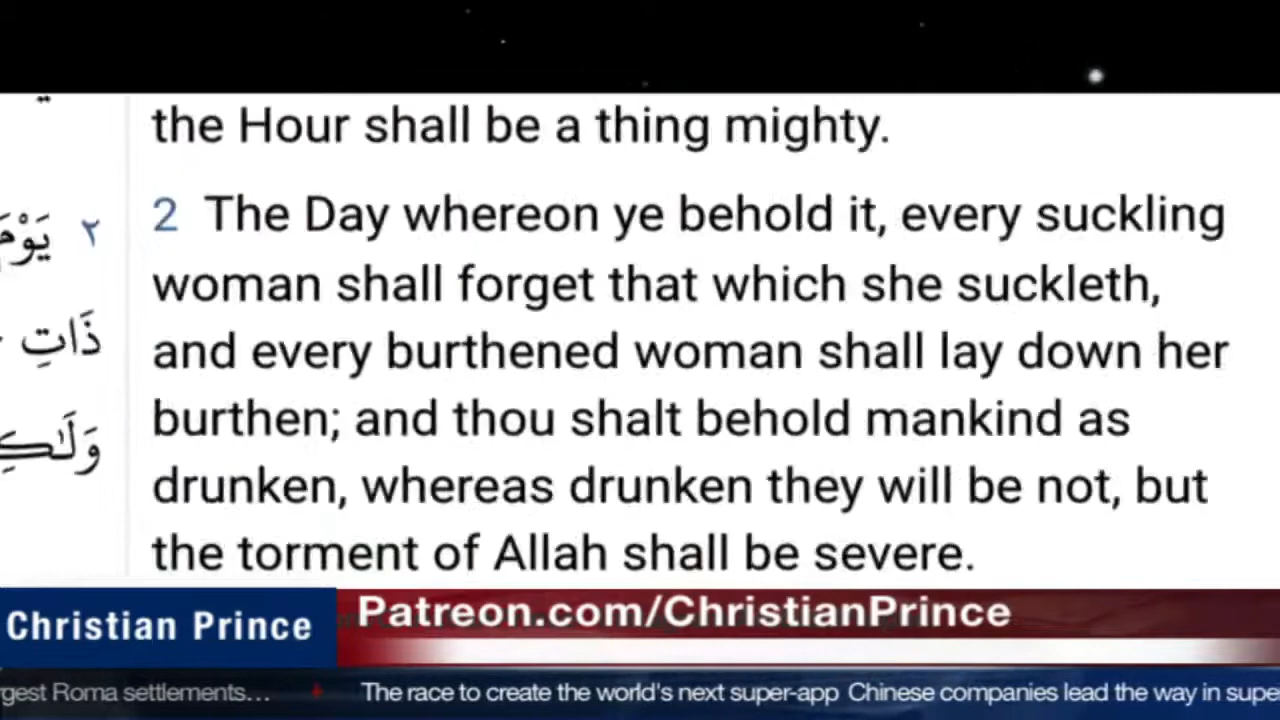 the Hour shall be a thing mighty.
٢ يَوْمَ
2 The Day whereon ye behold it, every suckling
woman shall forget that which she suckleth,
ذَاتِ
and every burthened woman shall lay down her
burthen; and thou shalt behold mankind as
drunken, whereas drunken they will be not, but
the torment of Allah shall be severe.
Christian Prince
Patreon.com/ChristianPrince
Roma settlements... The race to create the world's next super-app Chinese companies lead the way in